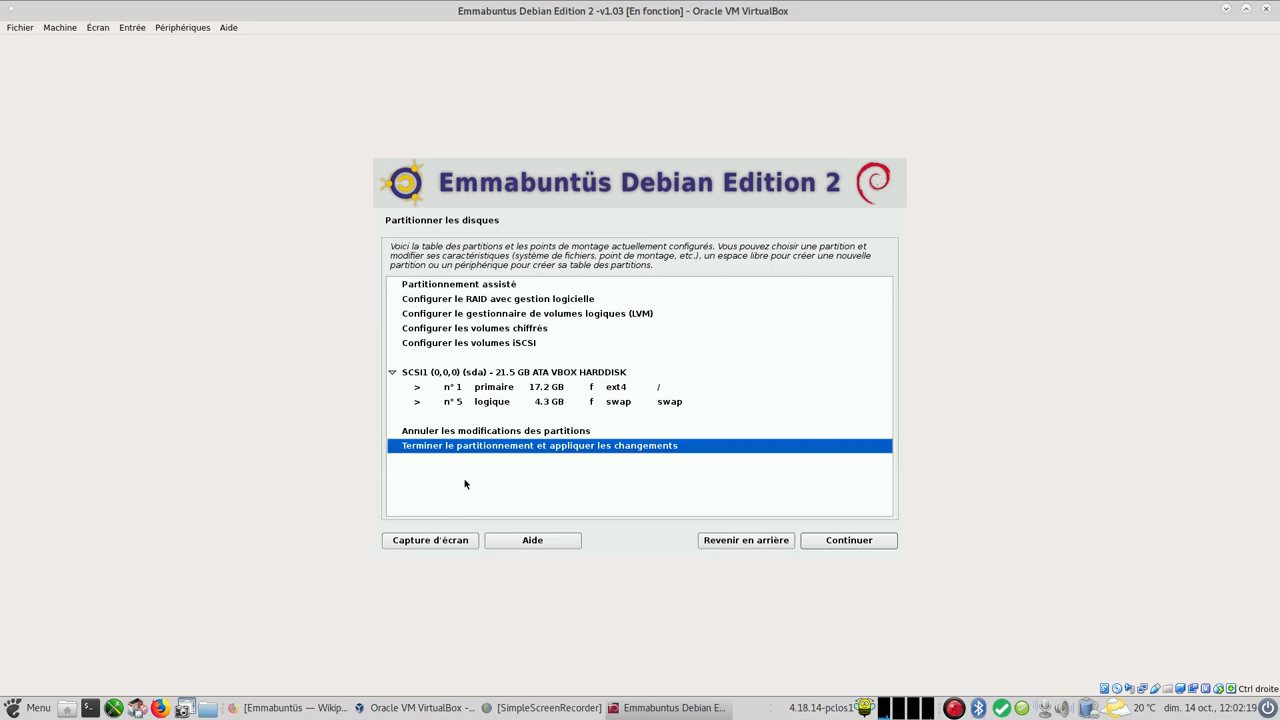 Emmabuntus Debian Edition 2 -v1.03 [En fonction] - Oracle VM VirtualBox
Fichier Machine Écran Entrée Périphériques Aide
Emmabuntüs Debian Edition 2
Partitionner les disques
Voici la table des partitions et les points de montage actuellement configurés. Vous pouvez choisir une partition et
modifier ses caractéristiques (système de fichiers, point de montage, etc.), un espace libre pour créer une nouvelle
partition ou un périphérique pour créer sa table des partitions.
Partitionnement assisté
Configurer le RAID avec gestion logicielle
Configurer le gestionnaire de volumes logiques (LVM)
Configurer les volumes chiffrés
Configurer les volumes iSCSI
SCSI1 (0,0,0) (sda) - 21.5 GB ATA VBOX HARDDISK
> n° 1 primaire 17.2 GB f ext4 /
> n° 5 logique 4.3 GB f swap swap
Annuler les modifications des partitions
Terminer le partitionnement et appliquer les changements
Capture d'écran Aide Revenir en arrière Continuer
Ctrl droite
Menu [Emmabuntüs — Wikip... Oracle VM VirtualBox -... [SimpleScreenRecorder] Emmabuntus Debian E... 4.18.14-pclos1 20 °C dim. 14 oct., 12:02:19